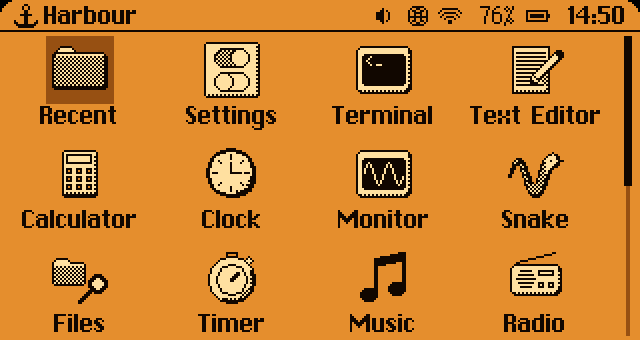 Harbour 76% 14:50
Recent Settings Terminal Text Editor
Calculator Clock Monitor Snake
Files Timer Music Radio